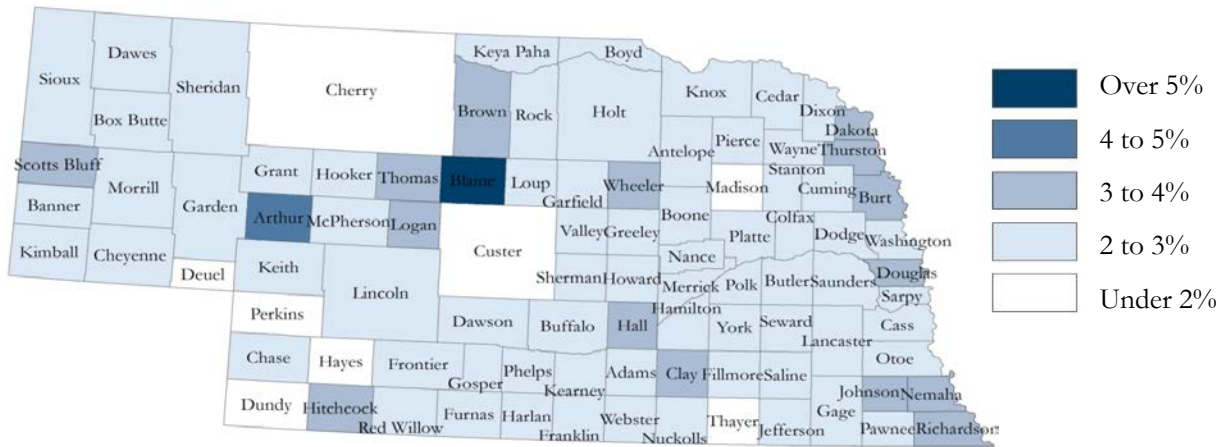 Keya Paha Boyd
Dawes
Sioux Sheridan Cherry Knox Cedar
Brown Rock Holt Dixon
Box Butte Dakota
Pierce Thurston
Antelope Wayne
Scotts Bluff Grant Hooker Thomas Blaine Loup Wheeler Madison Stanton Cuming
Morrill Garfield Burt
Banner Garden Arthur McPherson Logan Boone Colfax
Custer Valley Greeley Platte Dodge Washington
Kimball Cheyenne Nance
Deuel Keith Sherman Howard Merrick Polk Butler Saunders Douglas
Lincoln Sarpy
Perkins Dawson Buffalo Hall Hamilton York Seward Lancaster Cass
Chase Hayes Frontier Gosper Phelps Kearney Adams Clay Fillmore Saline Otoe
Johnson Nemaha
Dundy Hitchcock Red Willow Furnas Harlan Franklin Webster Nuckolls Thayer Jefferson Gage Pawnee Richardson
Over 5%
4 to 5%
3 to 4%
2 to 3%
Under 2%